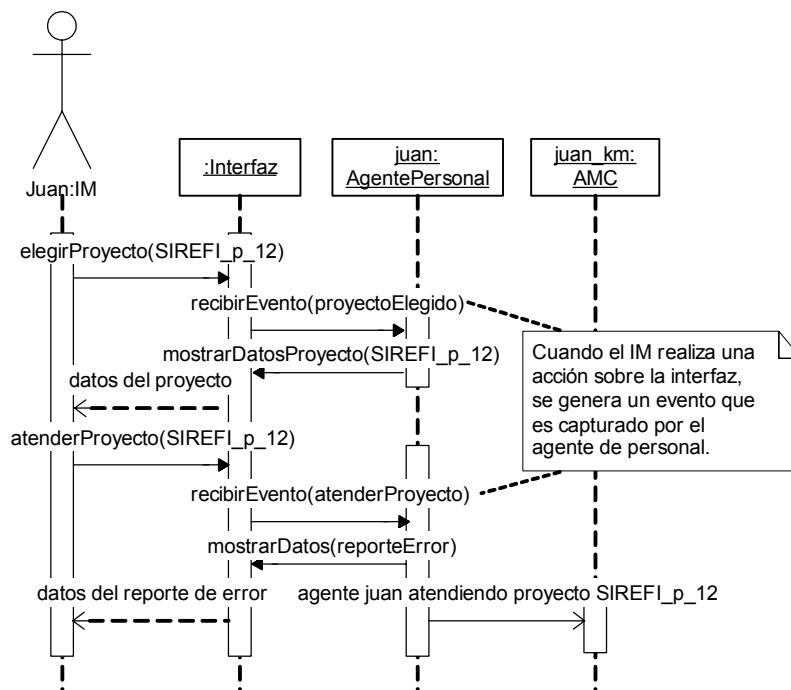 Juan:IM
:Interfaz
juan:
AgentePersonal
juan_km:
AMC
elegirProyecto(SIREFI_p_12)
recibirEvento(proyectoElegido)
mostrarDatosProyecto(SIREFI_p_12)
datos del proyecto
atenderProyecto(SIREFI_p_12)
Cuando el IM realiza una
acción sobre la interfaz,
se genera un evento que
es capturado por el
agente de personal.
recibirEvento(atenderProyecto)
mostrarDatos(reporteError)
datos del reporte de error
agente juan atendiendo proyecto SIREFI_p_12